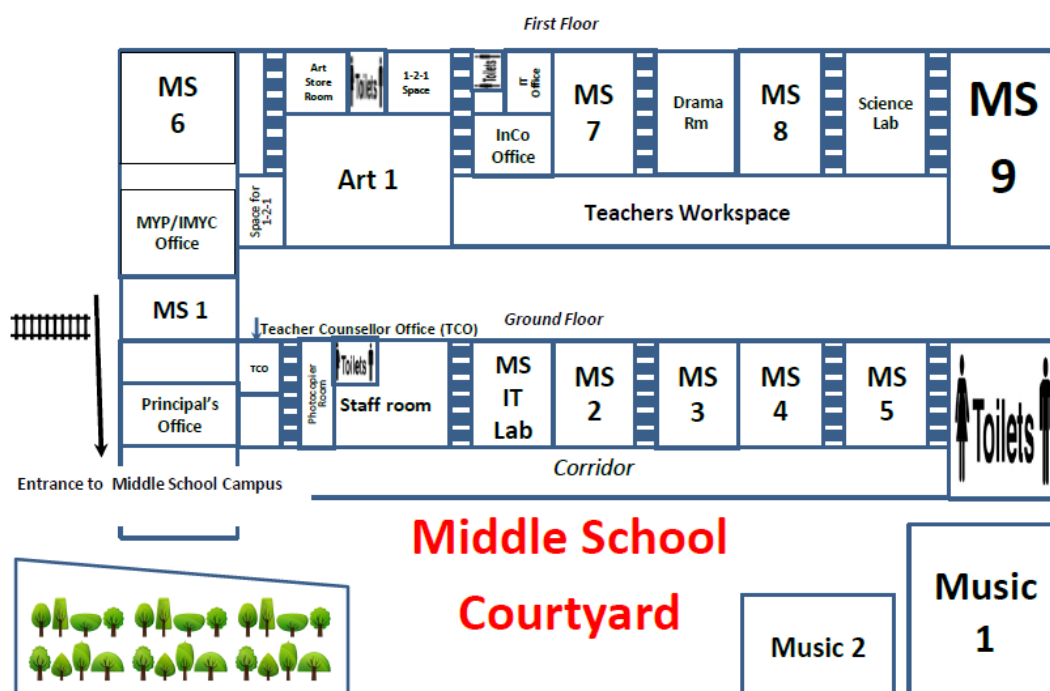 First Floor
MS
6
Art
Store
Room
Toilets
1-2-1
Space
Toilets
IT
Office
InCo
Office
MS
7
Drama
Rm
MS
8
Science
Lab
MS
9
Art 1
Space for
1-2-1
Teachers Workspace
MYP/IMYC
Office
MS 1
Ground Floor
Teacher Counsellor Office (TCO)
TCO
Photocopier
Room
Toilets
Staff room
MS
IT
Lab
MS
2
MS
3
MS
4
MS
5
Toilets
Principal's
Office
Corridor
Entrance to Middle School Campus
Middle School
Courtyard
Music 2
Music
1